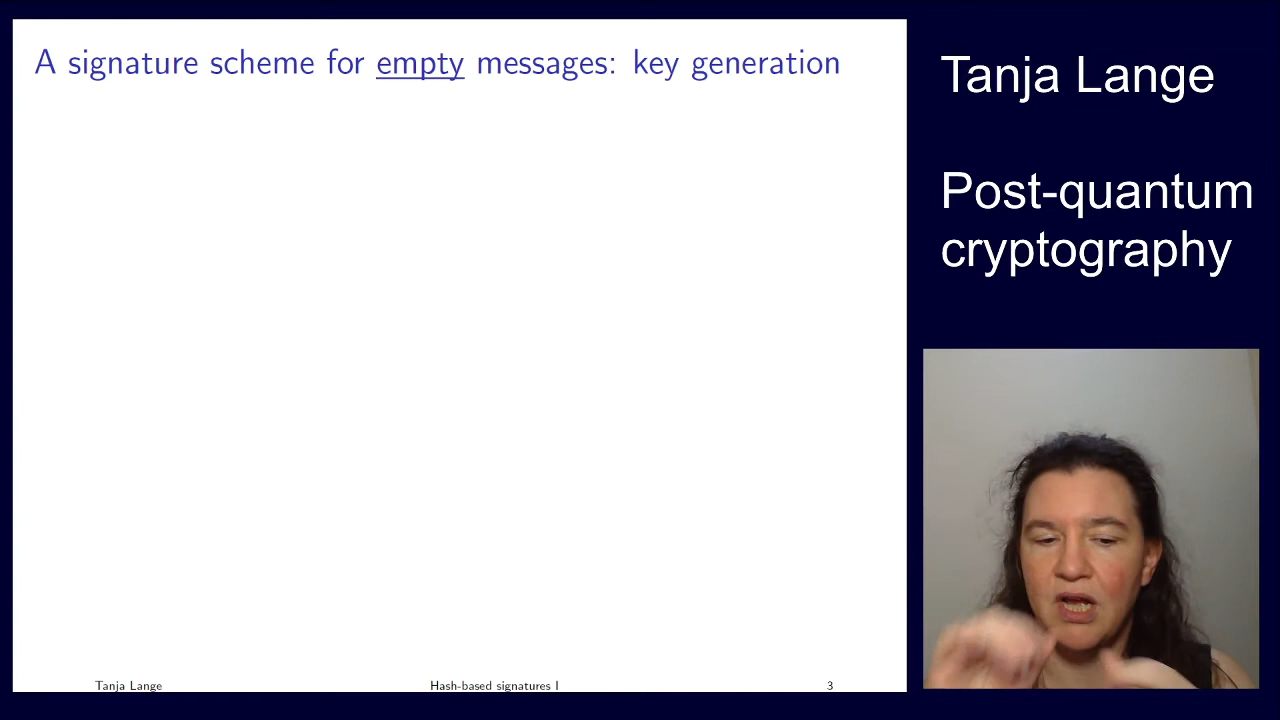 A signature scheme for empty messages: key generation
Tanja Lange
Post-quantum
cryptography
Tanja Lange
Hash-based signatures I
3